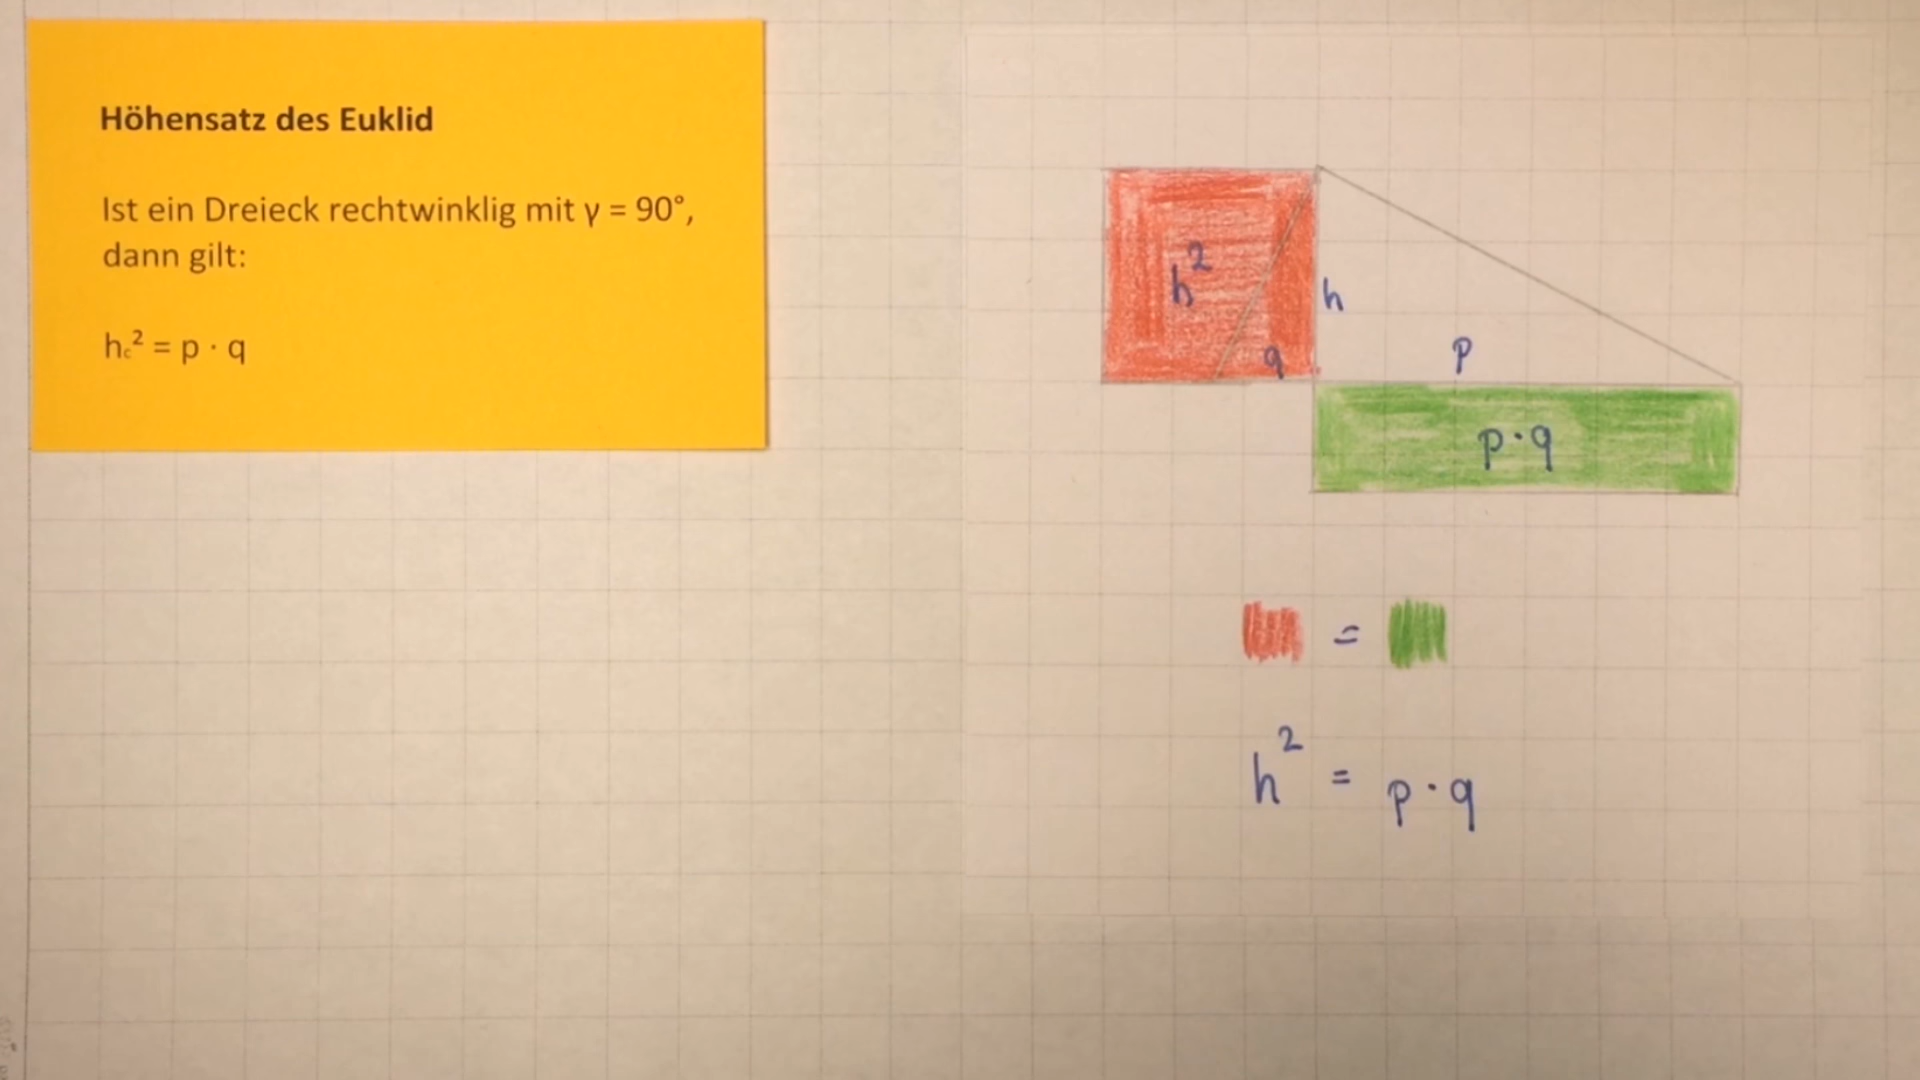 Höhensatz des Euklid
Ist ein Dreieck rechtwinklig mit γ = 90°,
dann gilt:
h꜀² = p · q
h²
h
q
p
p·q
=
h² = p·q